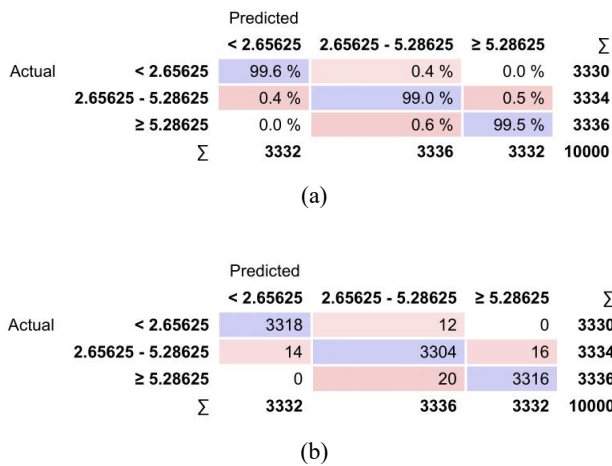 Predicted
< 2.65625 2.65625 - 5.28625 ≥ 5.28625 ∑
Actual < 2.65625 99.6 % 0.4 % 0.0 % 3330
2.65625 - 5.28625 0.4 % 99.0 % 0.5 % 3334
≥ 5.28625 0.0 % 0.6 % 99.5 % 3336
∑ 3332 3336 3332 10000
(a)
Predicted
< 2.65625 2.65625 - 5.28625 ≥ 5.28625 ∑
Actual < 2.65625 3318 12 0 3330
2.65625 - 5.28625 14 3304 16 3334
≥ 5.28625 0 20 3316 3336
∑ 3332 3336 3332 10000
(b)